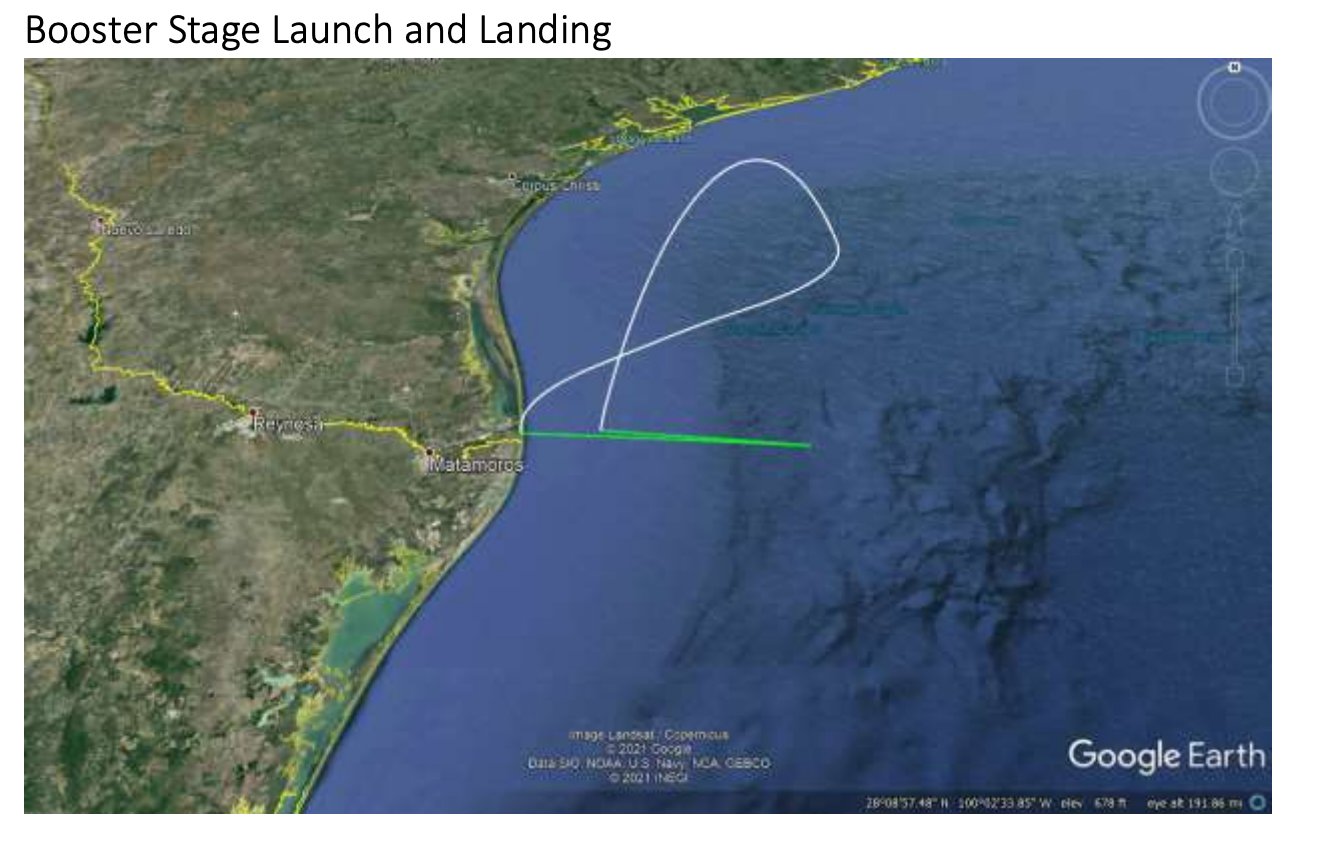 Booster Stage Launch and Landing
N
Corpus Christi
Nuevo Laredo
Reynosa
Matamoros
Image Landsat / Copernicus
© 2021 Google
Data SIO, NOAA, U.S. Navy, NGA, GEBCO
© 2021 INEGI
Google Earth
28°08'57.48" N 100°02'33.85" W elev 678 ft eye alt 191.86 mi